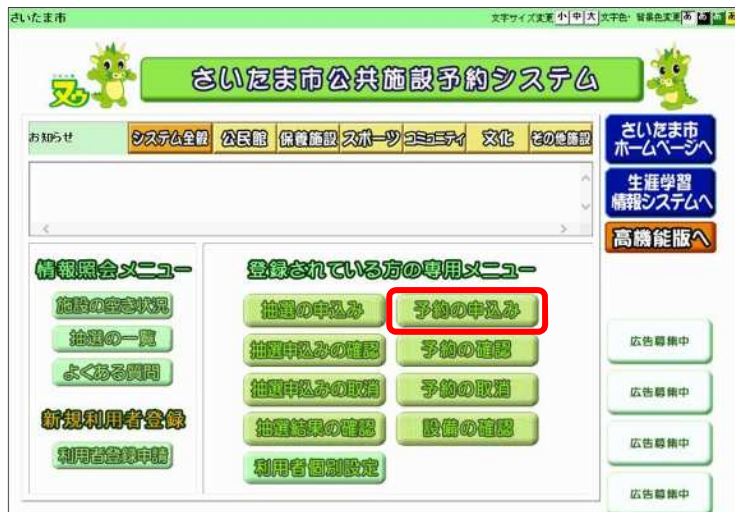 さいたま市
文字サイズ変更 小 中 大 文字色・背景色変更 あ あ あ あ
さいたま市公共施設予約システム
お知らせ システム全般 公民館 保養施設 スポーツ コミュニティ 文化 その他施設
さいたま市
ホームページへ
生涯学習
情報システムへ
高機能版へ
情報照会メニュー
施設の空き状況
抽選の一覧
よくある質問
新規利用者登録
利用者登録申請
登録されている方の専用メニュー
抽選の申込み 予約の申込み
抽選申込みの確認 予約の確認
抽選申込みの取消 予約の取消
抽選結果の確認 設備の確認
利用者個別設定
広告募集中
広告募集中
広告募集中
広告募集中